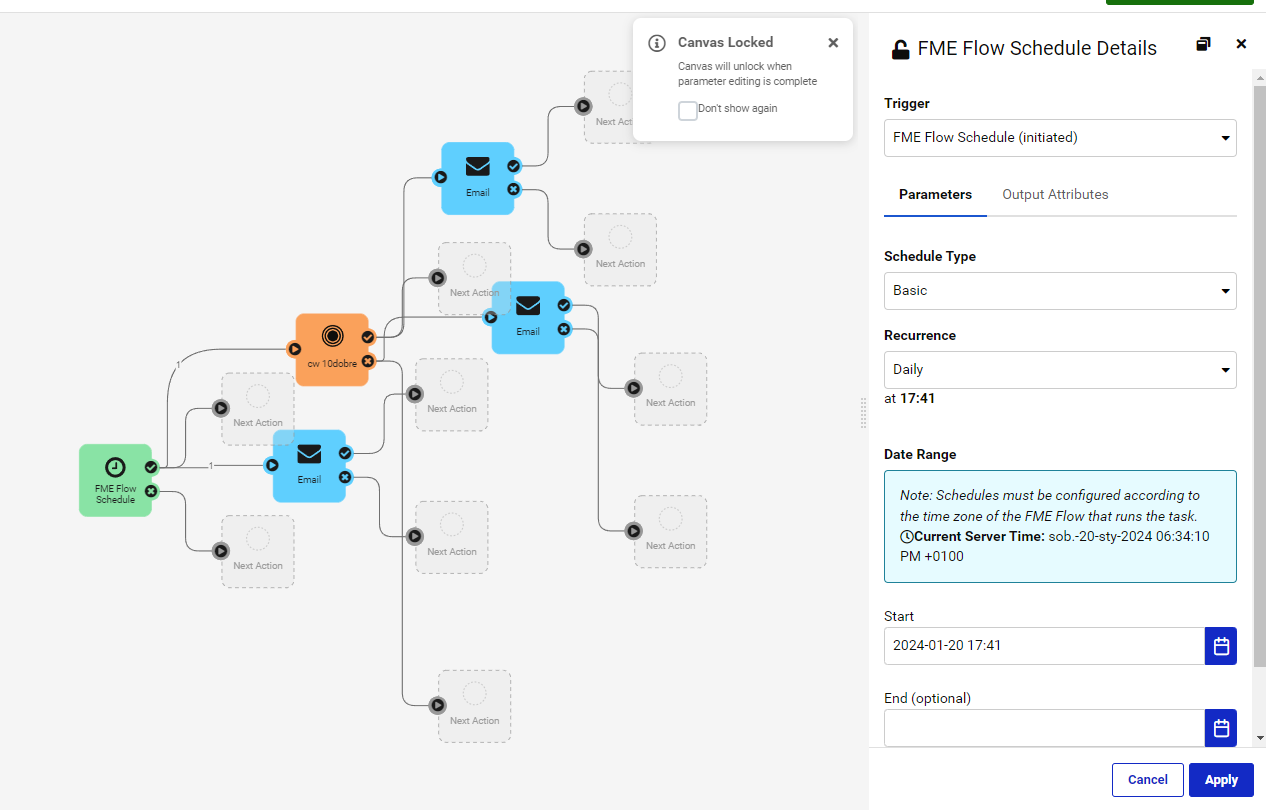 Canvas Locked
Canvas will unlock when
parameter editing is complete
Don't show again
Next Act
Email
Next Action
Next Action
Email
cw 10dobre
1
Next Action
Next Action
Next Action
Email
1
FME Flow
Schedule
Next Action
Next Action
Next Action
Next Action
FME Flow Schedule Details
Trigger
FME Flow Schedule (initiated)
Parameters
Output Attributes
Schedule Type
Basic
Recurrence
Daily
at 17:41
Date Range
Note: Schedules must be configured according to
the time zone of the FME Flow that runs the task.
Current Server Time: sob.-20-sty-2024 06:34:10
PM +0100
Start
2024-01-20 17:41
End (optional)
Cancel
Apply